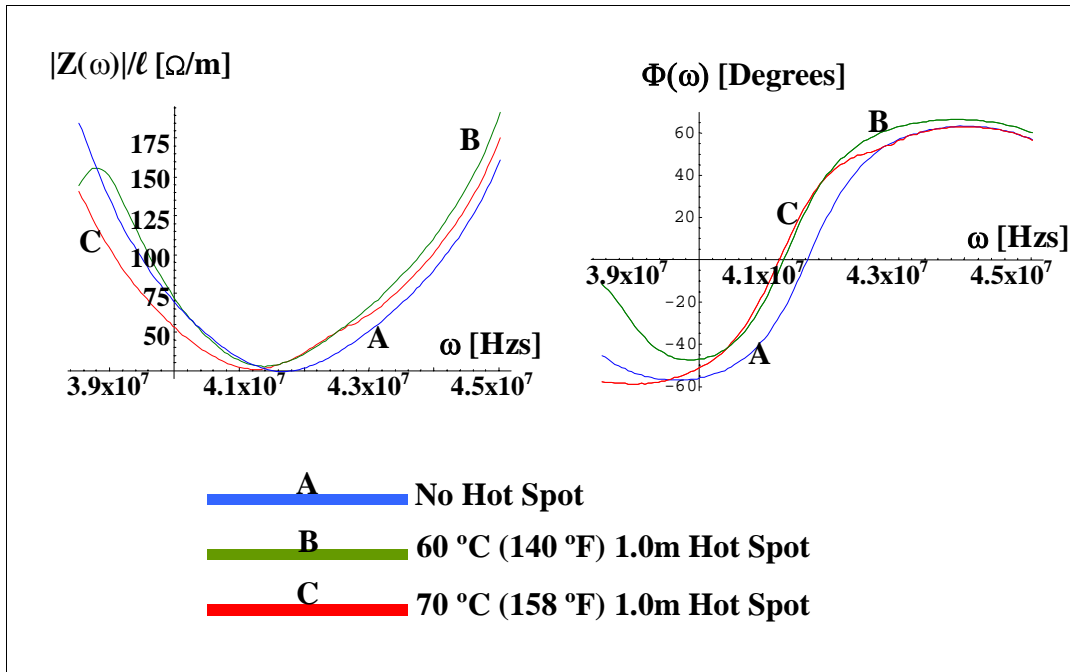 |Z(ω)|/ℓ [Ω/m]
175
150
125
100
75
50
B
C
A
ω [Hzs]
3.9x10⁷ 4.1x10⁷ 4.3x10⁷ 4.5x10⁷
Φ(ω) [Degrees]
60
40
20
-20
-40
-60
B
C
A
ω [Hzs]
3.9x10⁷ 4.1x10⁷ 4.3x10⁷ 4.5x10⁷
A No Hot Spot
B 60 ºC (140 ºF) 1.0m Hot Spot
C 70 ºC (158 ºF) 1.0m Hot Spot